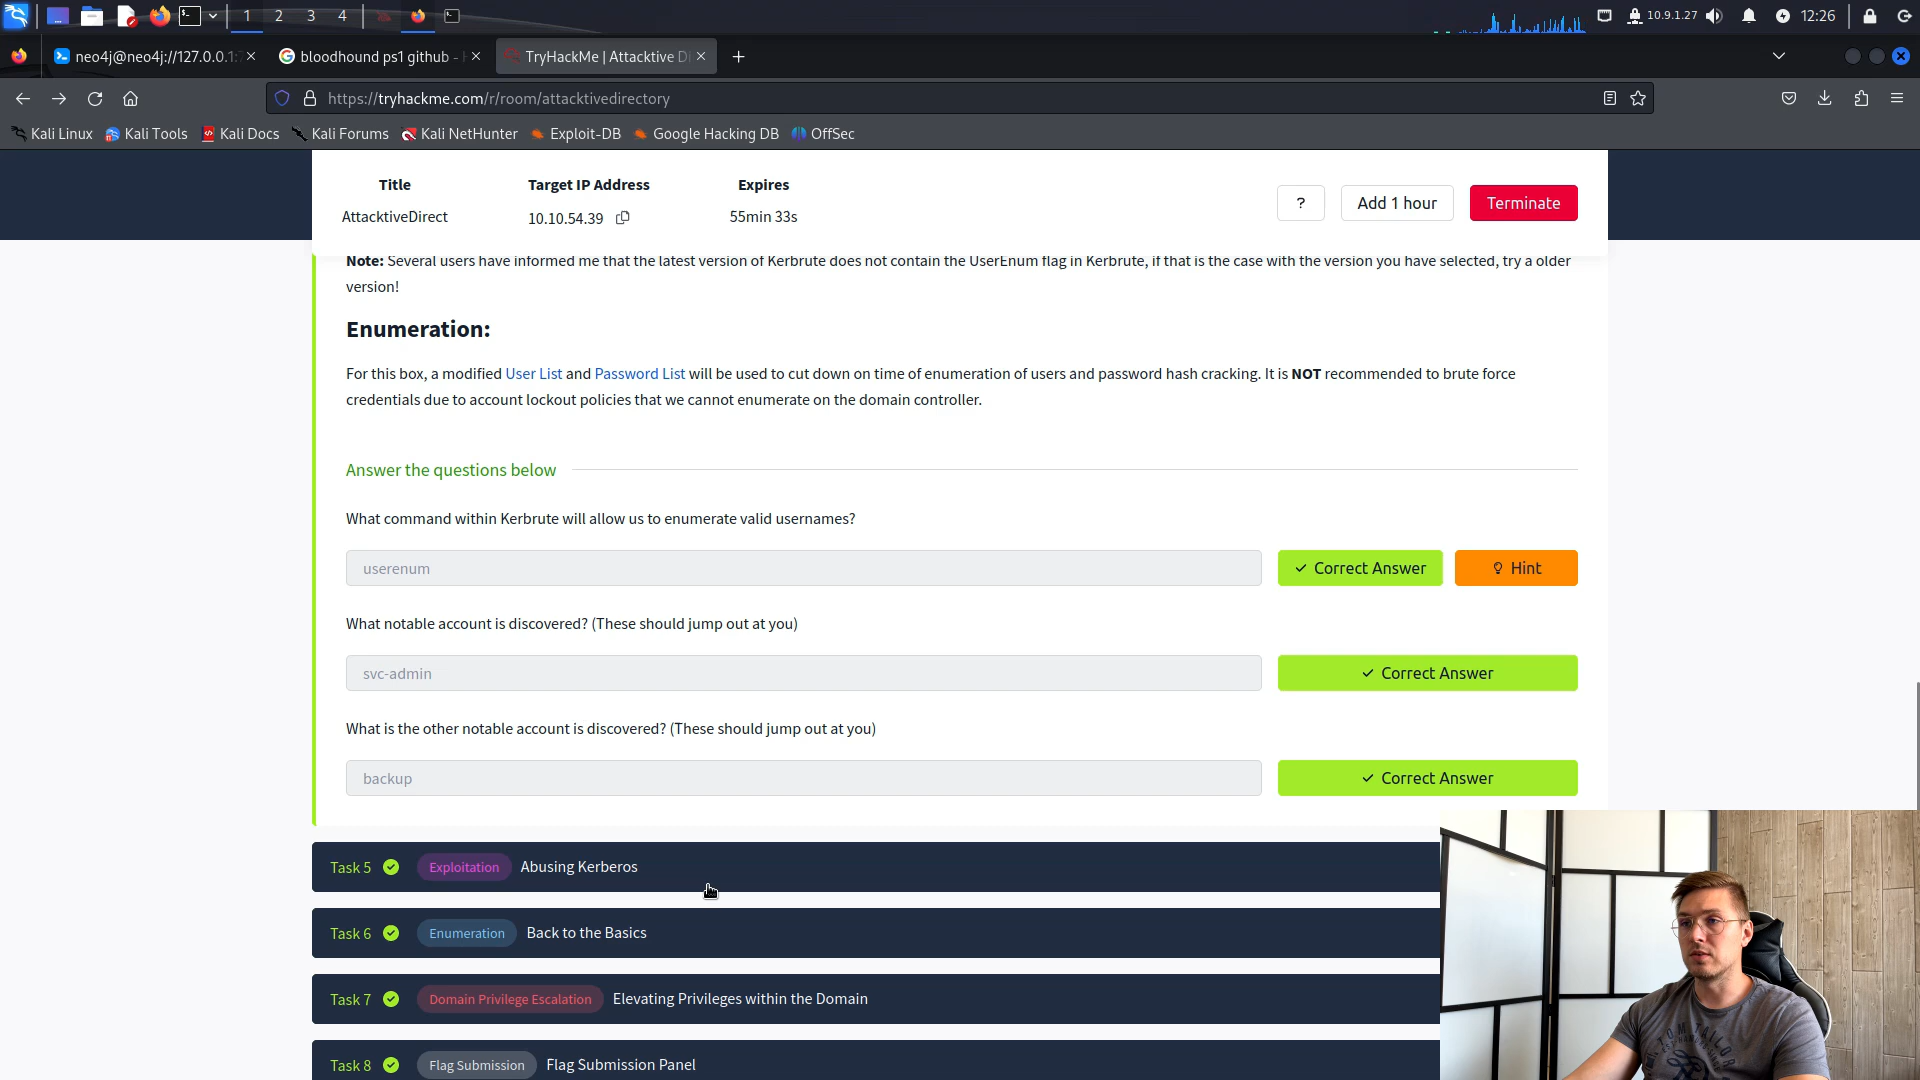 1 2 3 4 10.9.1.27 12:26
neo4j@neo4j://127.0.0.1: bloodhound ps1 github - TryHackMe | Attacktive D
https://tryhackme.com/r/room/attacktivedirectory
Kali Linux Kali Tools Kali Docs Kali Forums Kali NetHunter Exploit-DB Google Hacking DB OffSec
Title Target IP Address Expires
AttacktiveDirect 10.10.54.39 55min 33s ? Add 1 hour Terminate
Note: Several users have informed me that the latest version of Kerbrute does not contain the UserEnum flag in Kerbrute, if that is the case with the version you have selected, try a older
version!
Enumeration:
For this box, a modified User List and Password List will be used to cut down on time of enumeration of users and password hash cracking. It is NOT recommended to brute force
credentials due to account lockout policies that we cannot enumerate on the domain controller.
Answer the questions below
What command within Kerbrute will allow us to enumerate valid usernames?
userenum Correct Answer Hint
What notable account is discovered? (These should jump out at you)
svc-admin Correct Answer
What is the other notable account is discovered? (These should jump out at you)
backup Correct Answer
Task 5 Exploitation Abusing Kerberos
Task 6 Enumeration Back to the Basics
Task 7 Domain Privilege Escalation Elevating Privileges within the Domain
Task 8 Flag Submission Flag Submission Panel
TOM TAILOR